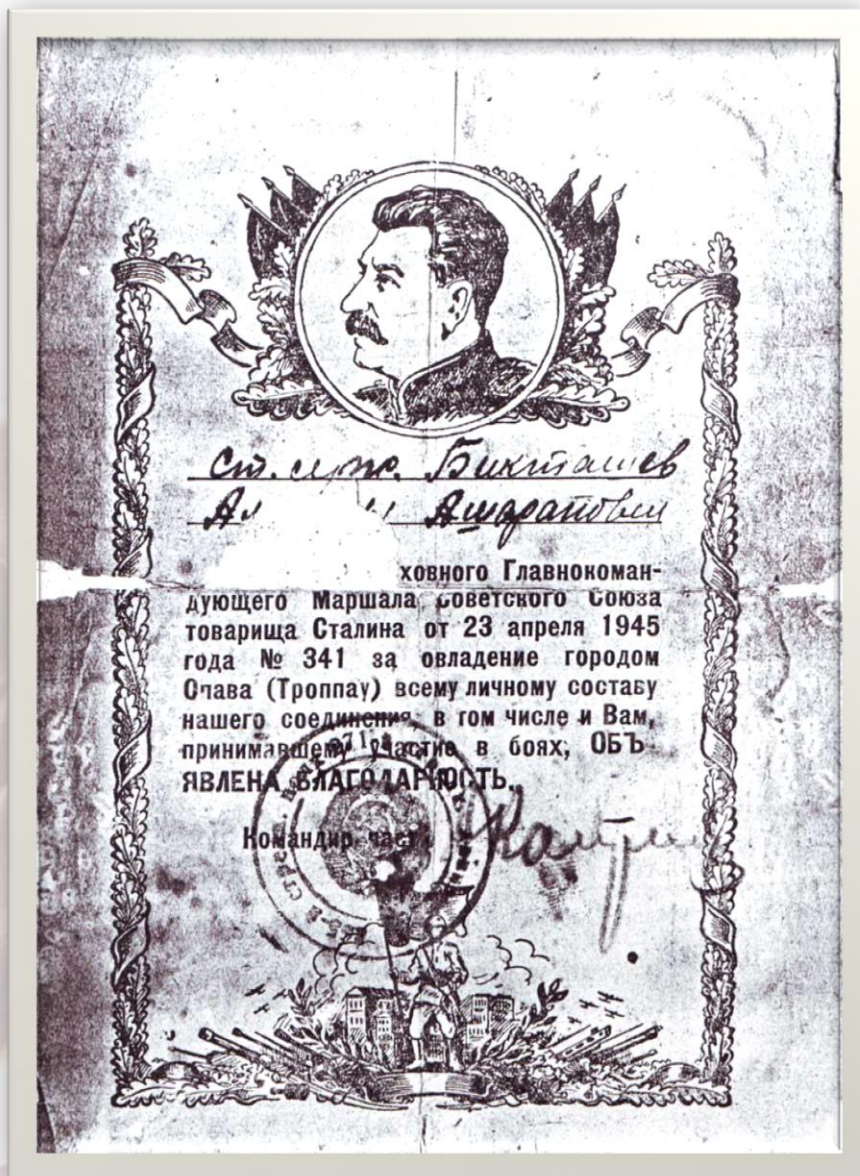 ст. серж. Бикташев
Ашарапович
ховного Главнокоман-
дующего Маршала Советского Союза
товарища Сталина от 23 апреля 1945
года № 341 за овладение городом
Опава (Троппау) всему личному составу
нашего соединения, в том числе и Вам,
принимавшему участие в боях, ОБЪ-
ЯВЛЕНА БЛАГОДАРНОСТЬ.
Командир части